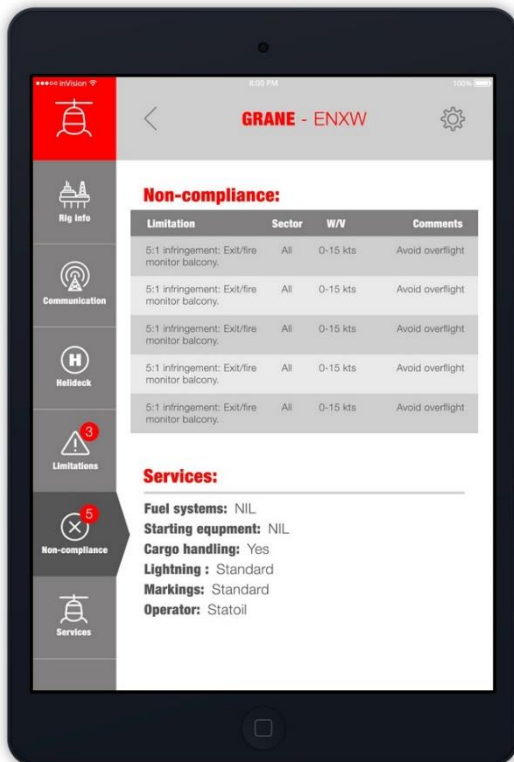 ●●●○○ InVision
6:00 PM
100%
GRANE - ENXW
Rig Info
Communication
H
Helideck
3
Limitations
5
Non-compliance
Services
Non-compliance:
Limitation Sector W/V Comments
5:1 infringement: Exit/fire All 0-15 kts Avoid overflight
monitor balcony.
5:1 infringement: Exit/fire All 0-15 kts Avoid overflight
monitor balcony.
5:1 infringement: Exit/fire All 0-15 kts Avoid overflight
monitor balcony.
5:1 infringement: Exit/fire All 0-15 kts Avoid overflight
monitor balcony.
5:1 infringement: Exit/fire All 0-15 kts Avoid overflight
monitor balcony.
Services:
Fuel systems: NIL
Starting equpment: NIL
Cargo handling: Yes
Lightning : Standard
Markings: Standard
Operator: Statoil